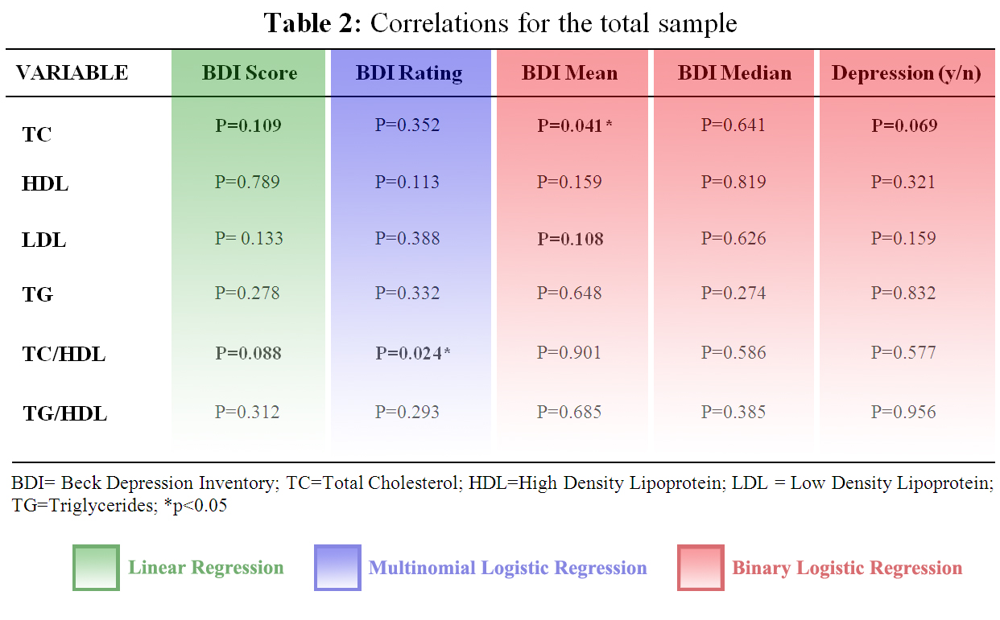 Table 2: Correlations for the total sample
VARIABLE BDI Score BDI Rating BDI Mean BDI Median Depression (y/n)
TC P=0.109 P=0.352 P=0.041* P=0.641 P=0.069
HDL P=0.789 P=0.113 P=0.159 P=0.819 P=0.321
LDL P= 0.133 P=0.388 P=0.108 P=0.626 P=0.159
TG P=0.278 P=0.332 P=0.648 P=0.274 P=0.832
TC/HDL P=0.088 P=0.024* P=0.901 P=0.586 P=0.577
TG/HDL P=0.312 P=0.293 P=0.685 P=0.385 P=0.956
BDI= Beck Depression Inventory; TC=Total Cholesterol; HDL=High Density Lipoprotein; LDL = Low Density Lipoprotein;
TG=Triglycerides; *p<0.05
Linear Regression Multinomial Logistic Regression Binary Logistic Regression